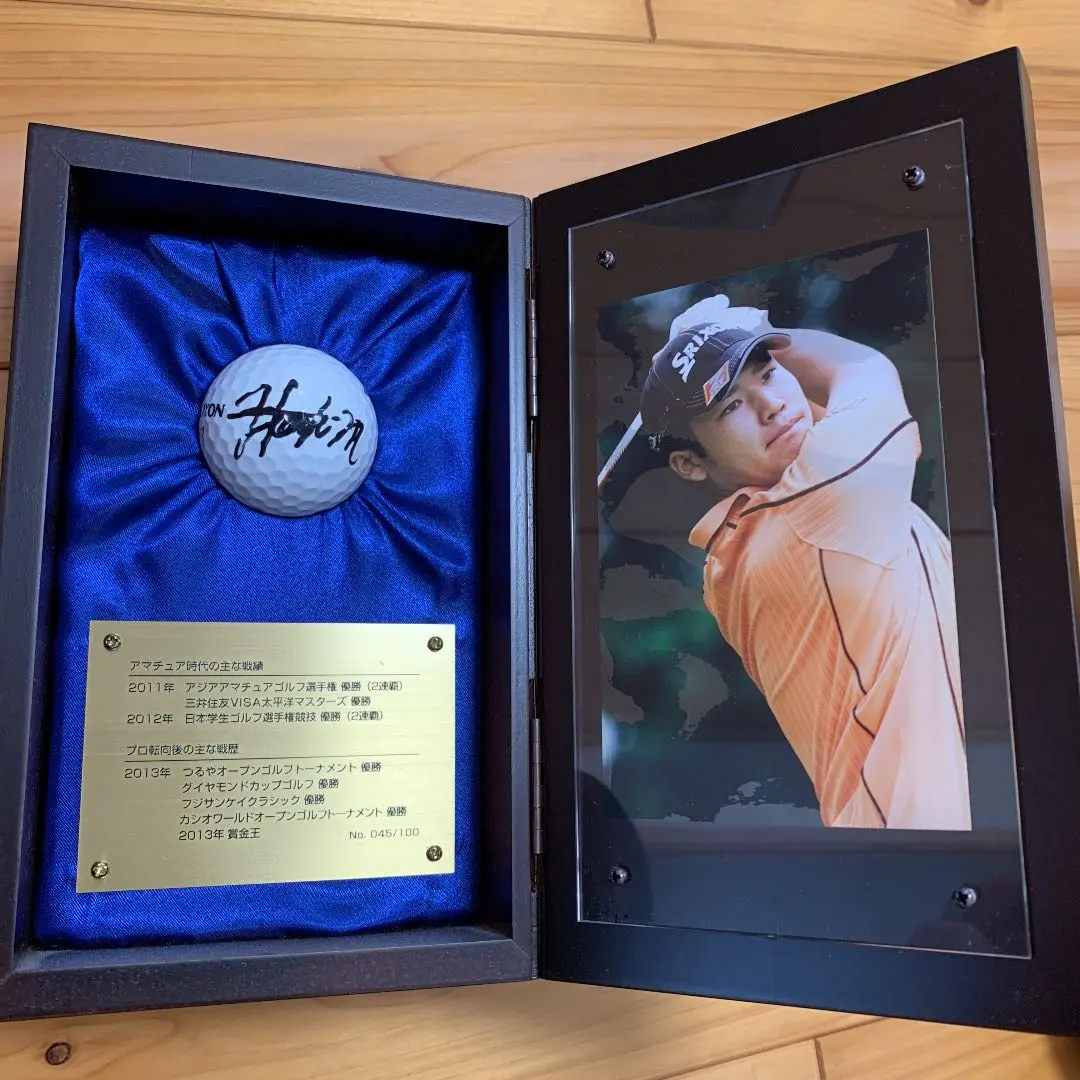 XON
アマチュア時代の主な戦績
2011年 アジアアマチュアゴルフ選手権 優勝(2連覇)
三井住友VISA太平洋マスターズ 優勝
2012年 日本学生ゴルフ選手権競技 優勝(2連覇)
プロ転向後の主な戦歴
2013年 つるやオープンゴルフトーナメント 優勝
ダイヤモンドカップゴルフ 優勝
フジサンケイクラシック 優勝
カシオワールドオープンゴルフトーナメント 優勝
2013年 賞金王 No. 045/100
SRIXON